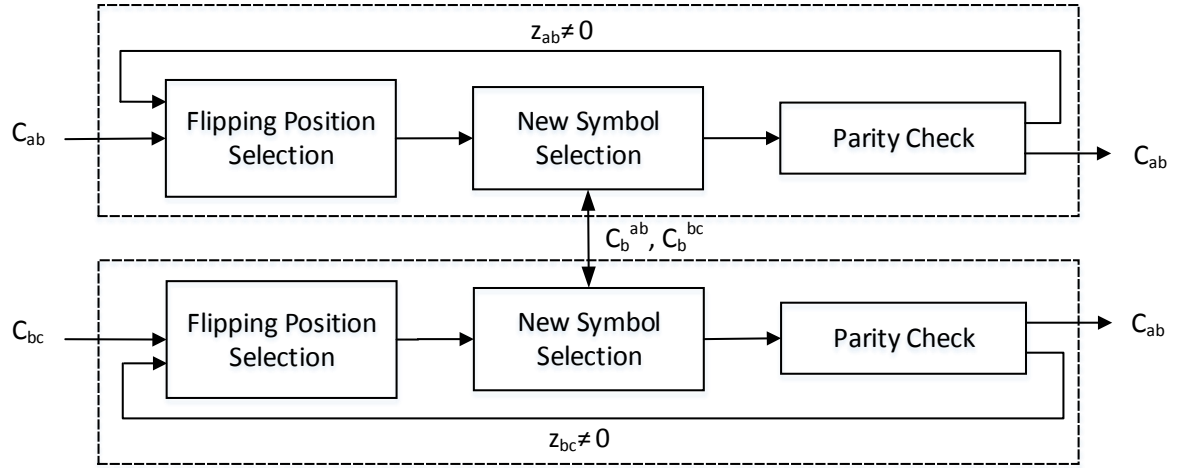 z_ab ≠ 0
C_ab
Flipping Position
Selection
New Symbol
Selection
Parity Check
C_ab
C_b^ab, C_b^bc
C_bc
Flipping Position
Selection
New Symbol
Selection
Parity Check
C_ab
z_bc ≠ 0